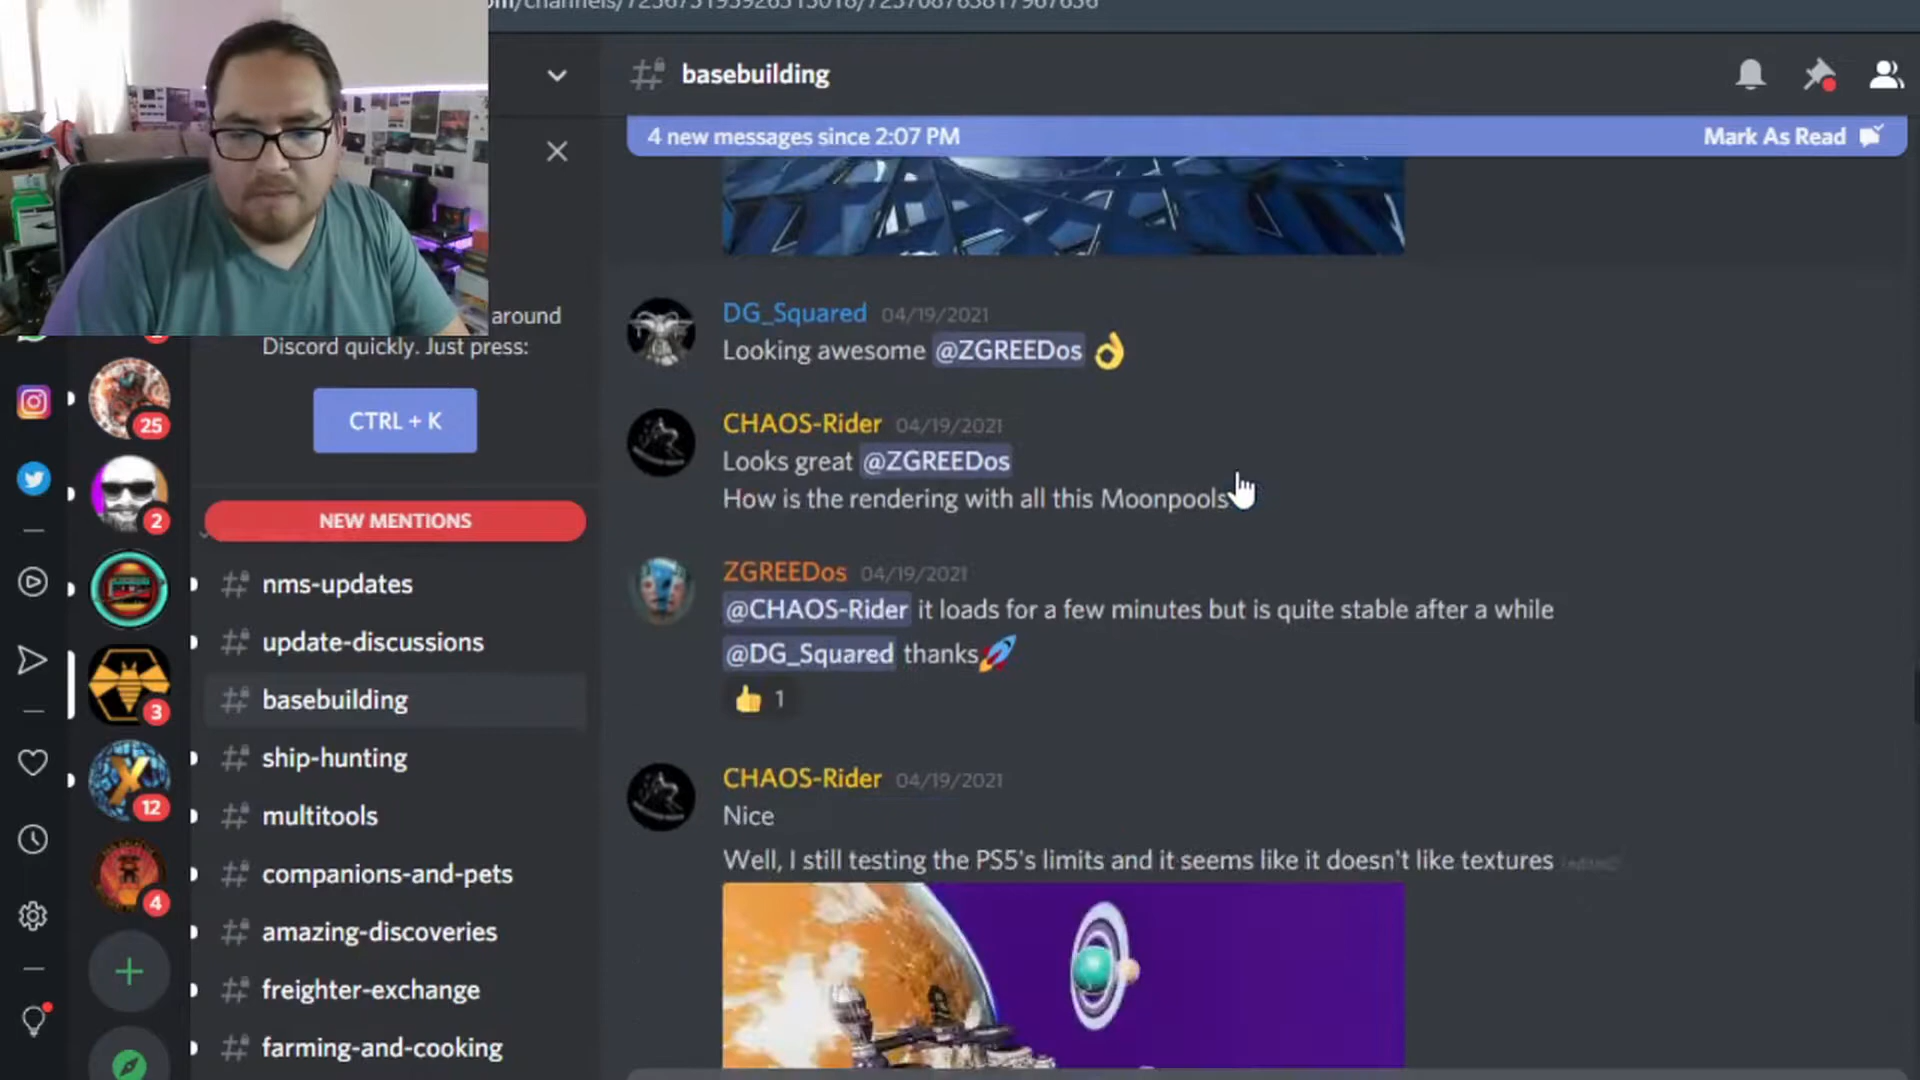 basebuilding
4 new messages since 2:07 PM
Mark As Read
around
Discord quickly. Just press:
CTRL + K
NEW MENTIONS
nms-updates
update-discussions
basebuilding
ship-hunting
multitools
companions-and-pets
amazing-discoveries
freighter-exchange
farming-and-cooking
25
2
3
12
4
DG_Squared 04/19/2021
Looking awesome @ZGREEDos
CHAOS-Rider 04/19/2021
Looks great @ZGREEDos
How is the rendering with all this Moonpools
ZGREEDos 04/19/2021
@CHAOS-Rider it loads for a few minutes but is quite stable after a while
@DG_Squared thanks
1
CHAOS-Rider 04/19/2021
Nice
Well, I still testing the PS5's limits and it seems like it doesn't like textures (edited)